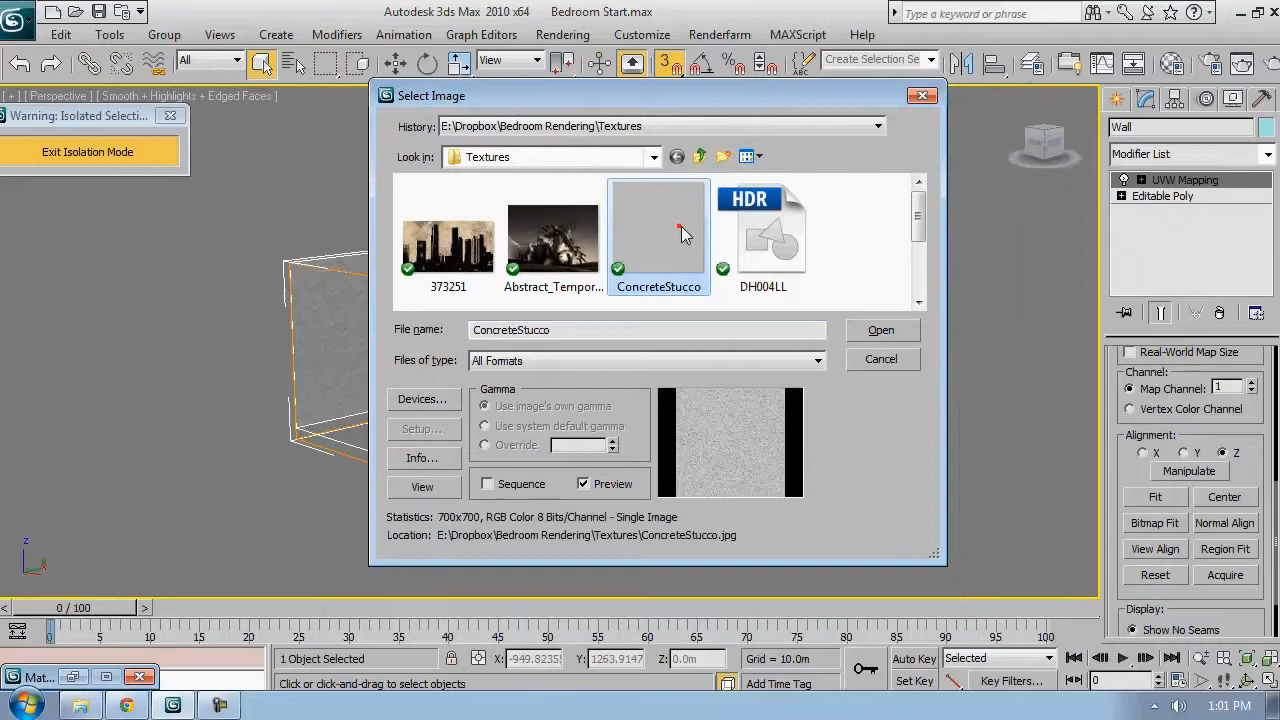 Autodesk 3ds Max 2010 x64 Bedroom Start.max
Type a keyword or phrase
Edit Tools Group Views Create Modifiers Animation Graph Editors Rendering Customize Renderfarm MAXScript Help
All View 3 Create Selection Se
[ + ] [ Perspective ] [ Smooth + Highlights + Edged Faces ]
Warning: Isolated Selecti...
Exit Isolation Mode
Select Image
History: E:\Dropbox\Bedroom Rendering\Textures
Look in: Textures
HDR
373251 Abstract_Tempor... ConcreteStucco DH004LL
File name: ConcreteStucco Open
Files of type: All Formats Cancel
Devices...
Setup...
Info...
View
Gamma
Use image's own gamma
Use system default gamma
Override
Sequence Preview
Statistics: 700x700, RGB Color 8 Bits/Channel - Single Image
Location: E:\Dropbox\Bedroom Rendering\Textures\ConcreteStucco.jpg
Wall
Modifier List
UVW Mapping
Editable Poly
Real-World Map Size
Channel:
Map Channel: 1
Vertex Color Channel
Alignment:
X Y Z
Manipulate
Fit Center
Bitmap Fit Normal Align
View Align Region Fit
Reset Acquire
Display:
Show No Seams
z
0 / 100
0 5 10 15 20 25 30 35 40 45 50 55 60 65 70 75 80 85 90 95 100
1 Object Selected X: -949.8235 Y: 1263.9147 Z: 0.0m Grid = 10.0m Auto Key Selected
Click or click-and-drag to select objects Add Time Tag Set Key Key Filters... 0
Mat...
1:01 PM